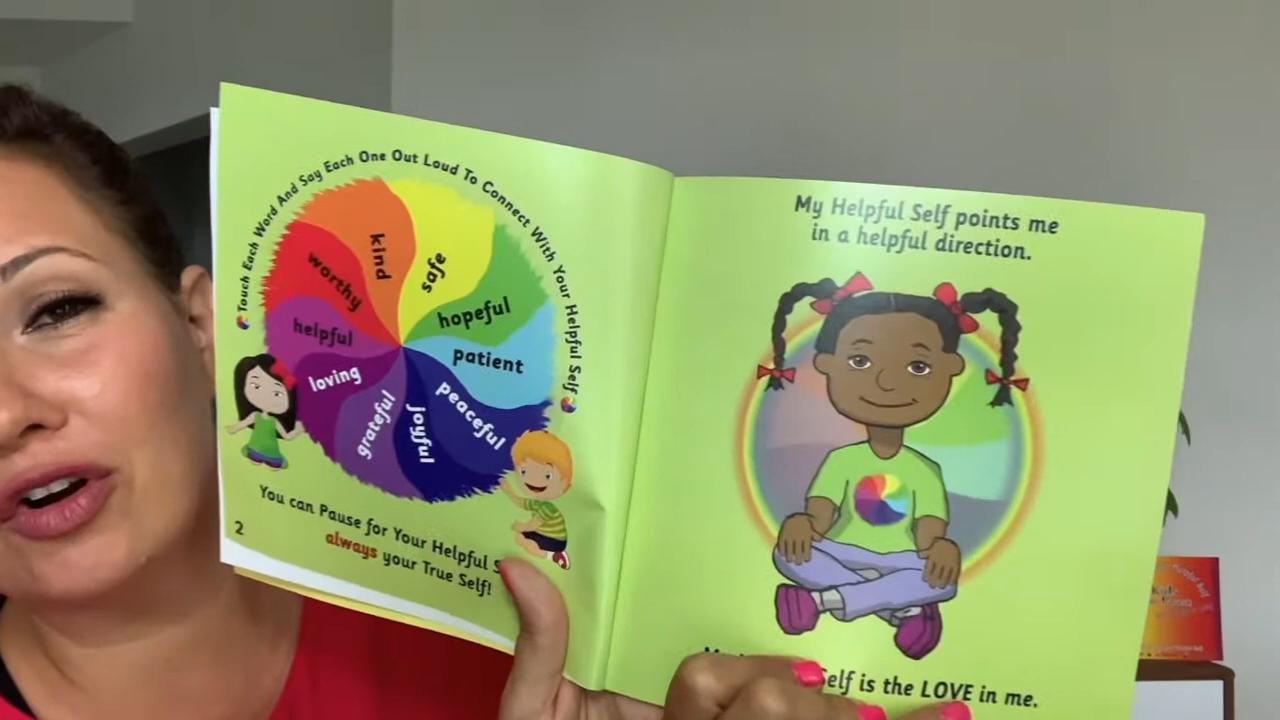 Touch Each Word And Say Each One Out Loud To Connect With Your Helpful Self
kind
safe
worthy
hopeful
helpful
patient
loving
peaceful
grateful
joyful
You can Pause for Your Helpful
always your True Self!
2
My Helpful Self points me
in a helpful direction.
Self is the LOVE in me.